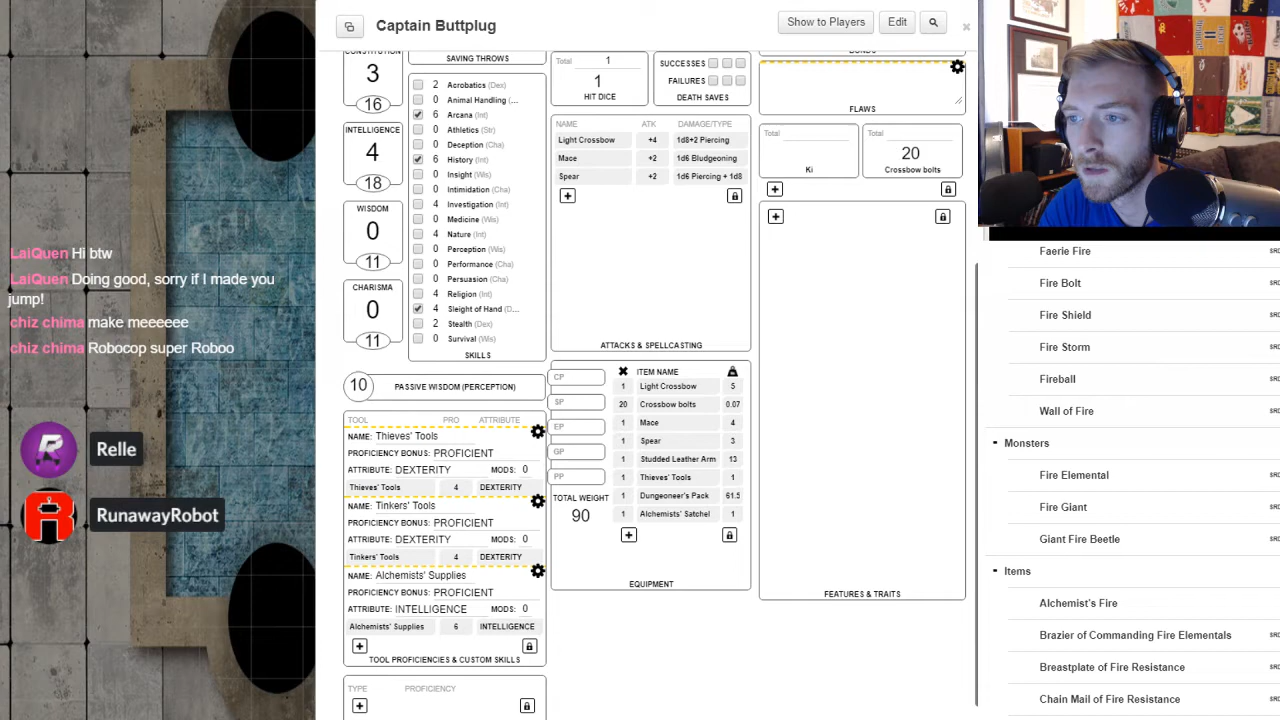 Captain Buttplug
Show to Players
Edit
CONSTITUTION
3
16
INTELLIGENCE
4
18
WISDOM
0
11
CHARISMA
0
11
SAVING THROWS
2 Acrobatics (Dex)
0 Animal Handling (...
6 Arcana (Int)
0 Athletics (Str)
0 Deception (Cha)
6 History (Int)
0 Insight (Wis)
0 Intimidation (Cha)
4 Investigation (Int)
0 Medicine (Wis)
4 Nature (Int)
0 Perception (Wis)
0 Performance (Cha)
0 Persuasion (Cha)
4 Religion (Int)
4 Sleight of Hand (D...
2 Stealth (Dex)
0 Survival (Wis)
SKILLS
10 PASSIVE WISDOM (PERCEPTION)
TOOL PRO ATTRIBUTE
NAME: Thieves' Tools
PROFICIENCY BONUS: PROFICIENT
ATTRIBUTE: DEXTERITY MODS: 0
Thieves' Tools 4 DEXTERITY
NAME: Tinkers' Tools
PROFICIENCY BONUS: PROFICIENT
ATTRIBUTE: DEXTERITY MODS: 0
Tinkers' Tools 4 DEXTERITY
NAME: Alchemists' Supplies
PROFICIENCY BONUS: PROFICIENT
ATTRIBUTE: INTELLIGENCE MODS: 0
Alchemists' Supplies 6 INTELLIGENCE
TOOL PROFICIENCIES & CUSTOM SKILLS
TYPE PROFICIENCY
Total 1
1
HIT DICE
SUCCESSES
FAILURES
DEATH SAVES
NAME ATK DAMAGE/TYPE
Light Crossbow +4 1d8+2 Piercing
Mace +2 1d6 Bludgeoning
Spear +2 1d6 Piercing + 1d8
ATTACKS & SPELLCASTING
CP
SP
EP
GP
PP
TOTAL WEIGHT
90
ITEM NAME
1 Light Crossbow 5
20 Crossbow bolts 0.07
1 Mace 4
1 Spear 3
1 Studded Leather Arm 13
1 Thieves' Tools 1
1 Dungeoneer's Pack 61.5
1 Alchemists' Satchel 1
EQUIPMENT
BONDS
FLAWS
Total
Ki
Total
20
Crossbow bolts
FEATURES & TRAITS
LaiQuen Hi btw
LaiQuen Doing good, sorry if I made you
jump!
chiz chima make meeeeee
chiz chima Robocop super Roboo
Relle
RunawayRobot
Faerie Fire SRD
Fire Bolt SRD
Fire Shield SRD
Fire Storm SRD
Fireball SRD
Wall of Fire SRD
Monsters
Fire Elemental SRD
Fire Giant SRD
Giant Fire Beetle SRD
Items
Alchemist's Fire SRD
Brazier of Commanding Fire Elementals SRD
Breastplate of Fire Resistance SRD
Chain Mail of Fire Resistance SRD